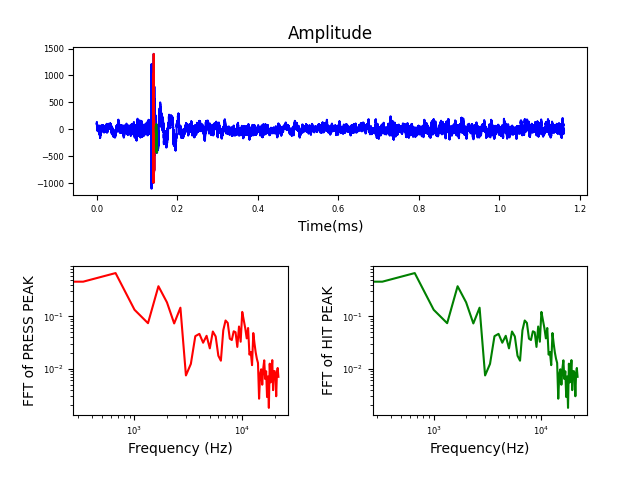 Amplitude
1500
1000
500
0
−500
−1000
0.0 0.2 0.4 0.6 0.8 1.0 1.2
Time(ms)
FFT of PRESS PEAK
10⁻¹
10⁻²
10³ 10⁴
Frequency (Hz)
FFT of HIT PEAK
10⁻¹
10⁻²
10³ 10⁴
Frequency(Hz)